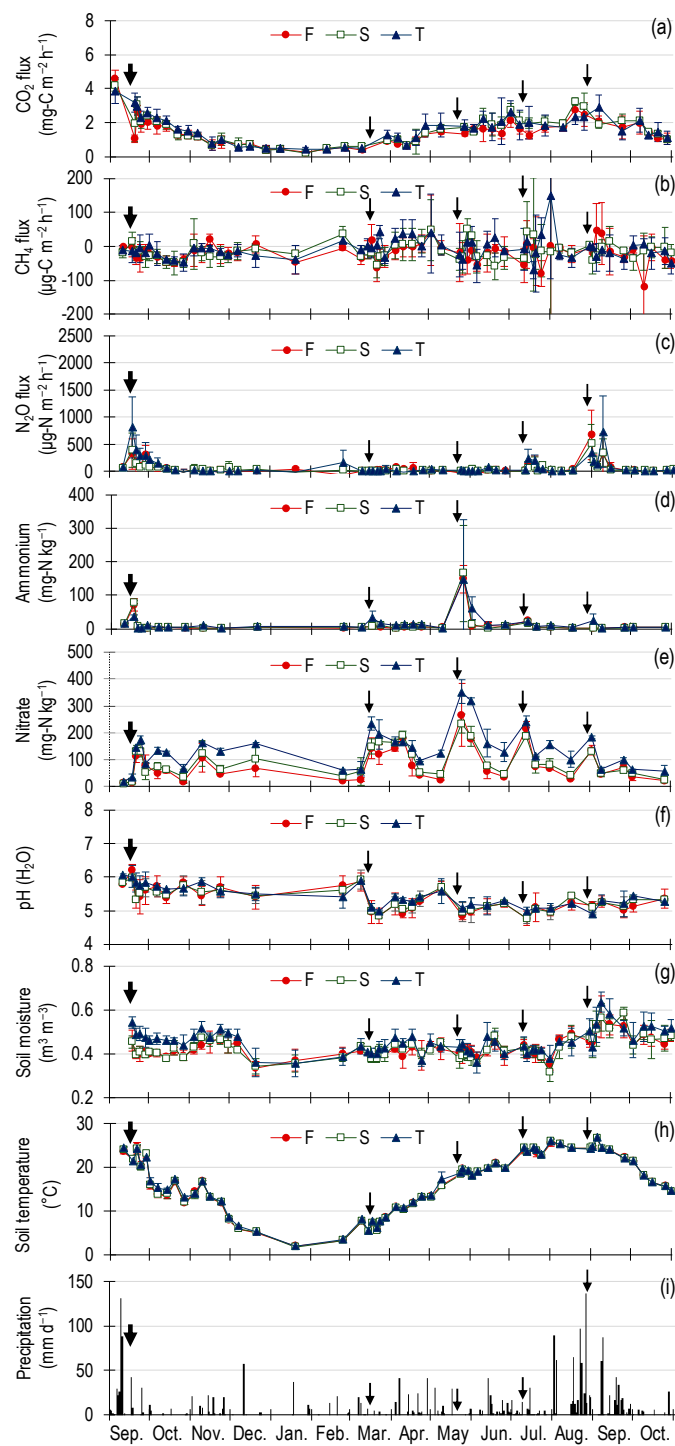 (a)
F S T
CO₂ flux
(mg-C m⁻² h⁻¹)
8
6
4
2
0
(b)
F S T
CH₄ flux
(µg-C m⁻² h⁻¹)
200
100
0
-100
-200
(c)
F S T
N₂O flux
(µg-N m⁻² h⁻¹)
2500
2000
1500
1000
500
0
(d)
F S T
Ammonium
(mg-N kg⁻¹)
400
300
200
100
0
(e)
F S T
Nitrate
(mg-N kg⁻¹)
500
400
300
200
100
0
(f)
F S T
pH (H₂O)
8
7
6
5
4
(g)
F S T
Soil moisture
(m³ m⁻³)
0.8
0.6
0.4
0.2
(h)
F S T
Soil temperature
(°C)
30
20
10
0
(i)
Precipitation
(mm d⁻¹)
150
100
50
0
Sep. Oct. Nov. Dec. Jan. Feb. Mar. Apr. May Jun. Jul. Aug. Sep. Oct.